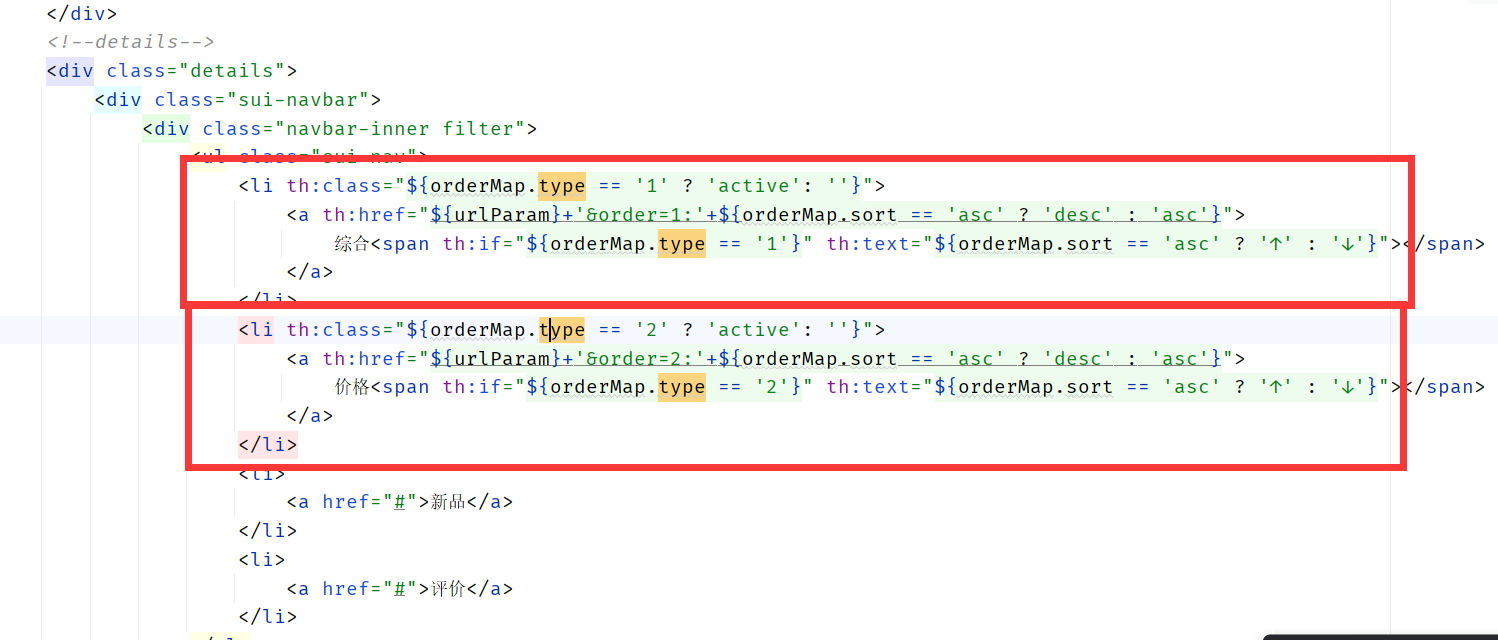 </div>
<!--details-->
<div class="details">
<div class="sui-navbar">
<div class="navbar-inner filter">
<ul class="sui-nav">
<li th:class="${orderMap.type == '1' ? 'active': ''}">
<a th:href="${urlParam}+'&order=1:'+${orderMap.sort == 'asc' ? 'desc' : 'asc'}">
综合<span th:if="${orderMap.type == '1'}" th:text="${orderMap.sort == 'asc' ? '↑' : '↓'}"></span>
</a>
</li>
<li th:class="${orderMap.type == '2' ? 'active': ''}">
<a th:href="${urlParam}+'&order=2:'+${orderMap.sort == 'asc' ? 'desc' : 'asc'}">
价格<span th:if="${orderMap.type == '2'}" th:text="${orderMap.sort == 'asc' ? '↑' : '↓'}"></span>
</a>
</li>
<li>
<a href="#">新品</a>
</li>
<li>
<a href="#">评价</a>
</li>